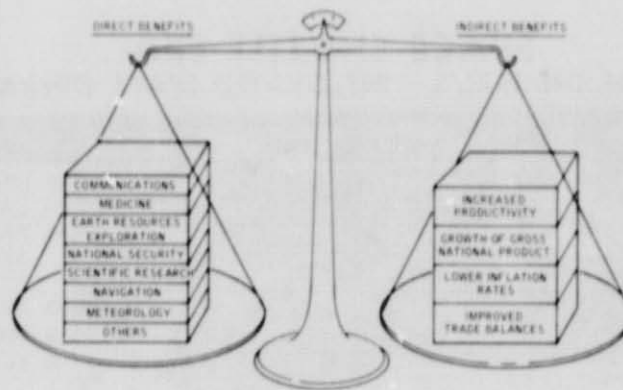 DIRECT BENEFITS
COMMUNICATIONS
MEDICINE
EARTH RESOURCES
EXPLORATION
NATIONAL SECURITY
SCIENTIFIC RESEARCH
NAVIGATION
METEOROLOGY
OTHERS
INDIRECT BENEFITS
INCREASED
PRODUCTIVITY
GROWTH OF GROSS
NATIONAL PRODUCT
LOWER INFLATION
RATES
IMPROVED
TRADE BALANCES